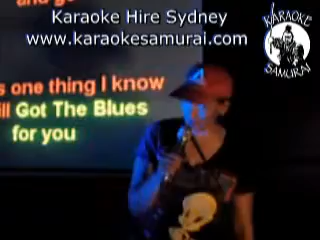 Karaoke Hire Sydney
www.karaokesamurai.com
KARAOKE
SAMURAI
s one thing I know
ill Got The Blues
for you